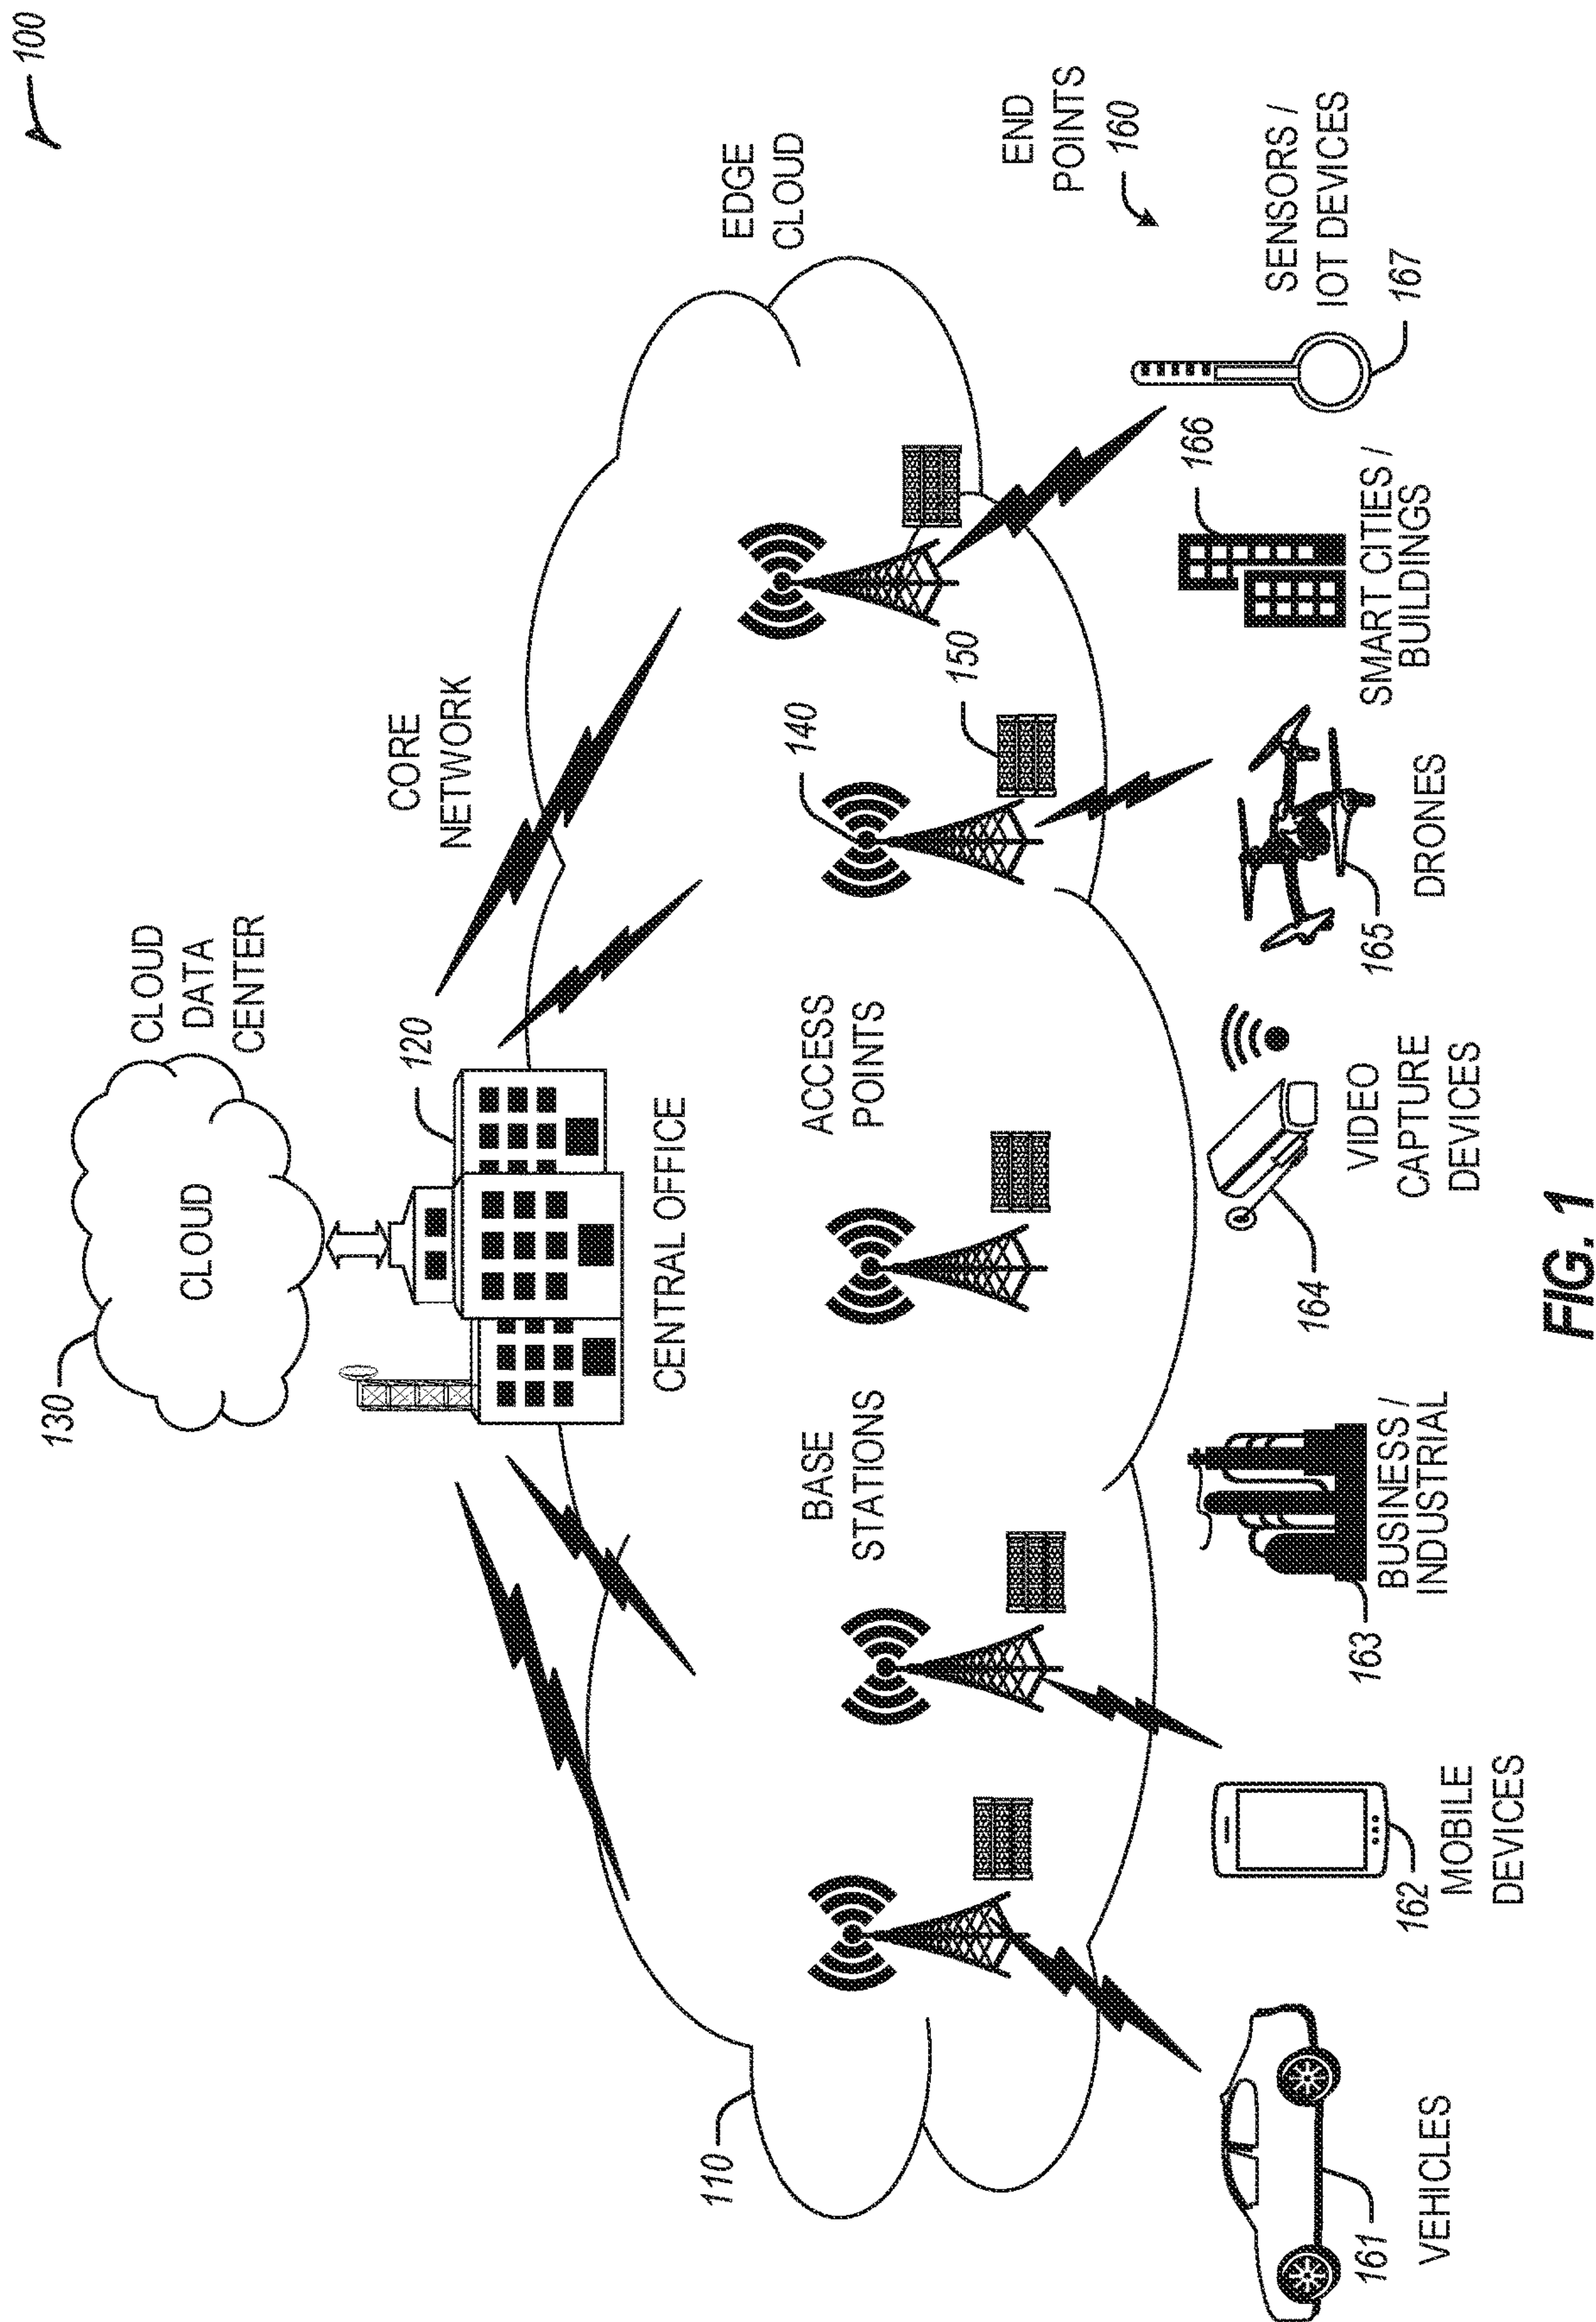 100
130
CLOUD
CLOUD
DATA
CENTER
120
CORE
NETWORK
CENTRAL OFFICE
EDGE
CLOUD
110
BASE
STATIONS
ACCESS
POINTS
140
150
END
POINTS
160
161
VEHICLES
162
MOBILE
DEVICES
163
BUSINESS /
INDUSTRIAL
164
VIDEO
CAPTURE
DEVICES
165
DRONES
166
SMART CITIES /
BUILDINGS
SENSORS /
IOT DEVICES
167
FIG. 1